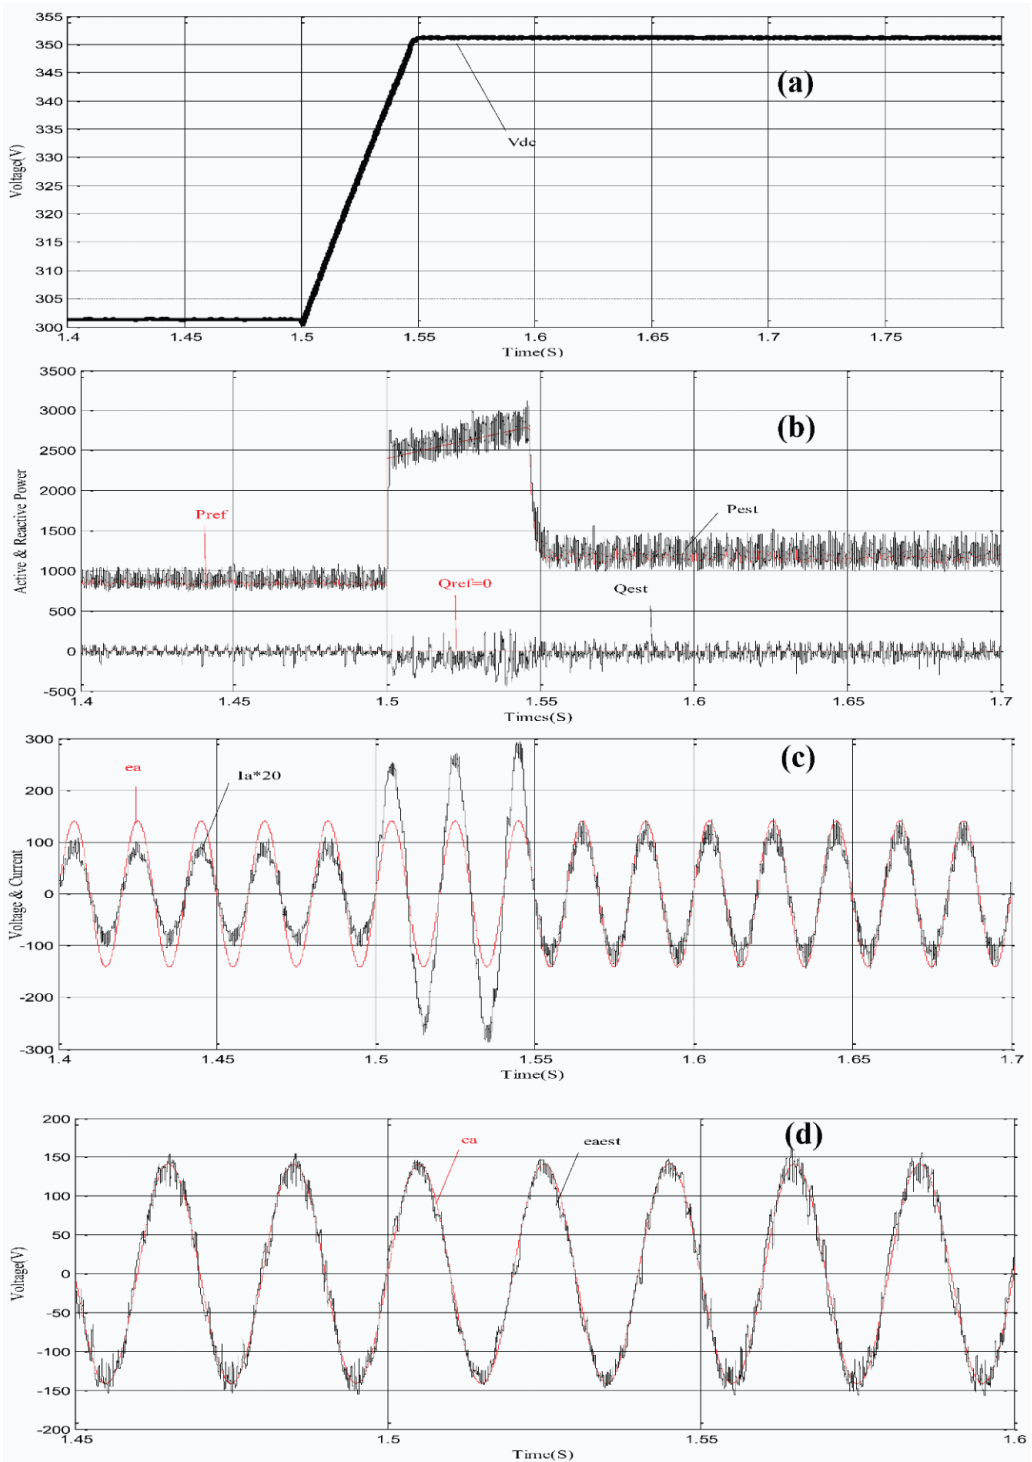 355
350
(a)
345
340
335
Vdc
330
325
320
315
310
305
300
Voltage(V)
1.4 1.45 1.5 1.55 1.6 1.65 1.7 1.75
Time(S)
3500
3000
(b)
2500
2000
Pref
Pest
1500
1000
Qref=0
Qest
500
0
-500
Active & Reactive Power
1.4 1.45 1.5 1.55 1.6 1.65 1.7
Times(S)
300
(c)
ea
Ia*20
200
100
0
-100
-200
-300
Voltage & Current
1.4 1.45 1.5 1.55 1.6 1.65 1.7
Time(S)
200
(d)
ea
eaest
150
100
50
0
-50
-100
-150
-200
Voltage(V)
1.45 1.5 1.55 1.6
Time(S)